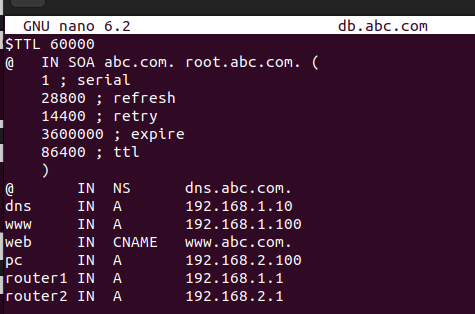 GNU nano 6.2 db.abc.com
$TTL 60000
@ IN SOA abc.com. root.abc.com. (
1 ; serial
28800 ; refresh
14400 ; retry
3600000 ; expire
86400 ; ttl
)
@ IN NS dns.abc.com.
dns IN A 192.168.1.10
www IN A 192.168.1.100
web IN CNAME www.abc.com.
pc IN A 192.168.2.100
router1 IN A 192.168.1.1
router2 IN A 192.168.2.1